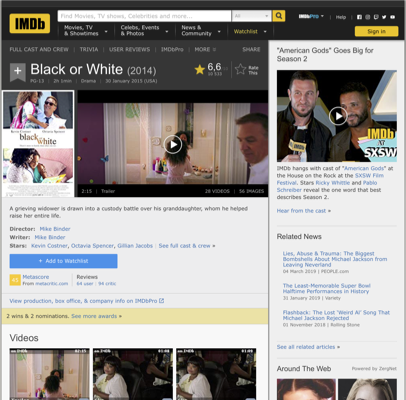 IMDb
Find Movies, TV shows, Celebrities and more...
All
IMDbPro
Help
Movies, TV & Showtimes
Celebs, Events & Photos
News & Community
Watchlist
Sign in
FULL CAST AND CREW | TRIVIA | USER REVIEWS | IMDbPro | MORE
SHARE
Black or White (2014)
PG-13 | 2h 1min | Drama | 30 January 2015 (USA)
6,6
Rate This
black white
2:15 | Trailer
28 VIDEOS | 56 IMAGES
A grieving widower is drawn into a custody battle over his granddaughter, whom he helped
raise her entire life.
Director: Mike Binder
Writer: Mike Binder
Stars: Kevin Costner, Octavia Spencer, Gillian Jacobs | See full cast & crew »
+ Add to Watchlist
Metascore
From metacritic.com
Reviews
64 user | 94 critic
View production, box office, & company info on IMDbPro
2 wins & 2 nominations. See more awards »
Videos
"American Gods" Goes Big for
Season 2
IMDb
at
SXSW
IMDb hangs with cast of "American Gods" at
the House on the Rock at the SXSW Film
Festival. Stars Ricky Whittle and Pablo
Schreiber reveal the one word that best
describes Season 2.
Hear from the cast »
Related News
Lies, Abuse & Trauma: The Biggest
Bombshells About Michael Jackson from
Leaving Neverland
04 March 2019 | PEOPLE.com
The Least-Memorable Super Bowl
Halftime Performances in History
31 January 2019 | Variety
Flashback: The Lost 'Weird Al' Song That
Michael Jackson Rejected
01 November 2018 | Rolling Stone
See all related articles »
Around The Web
Powered by ZergNet